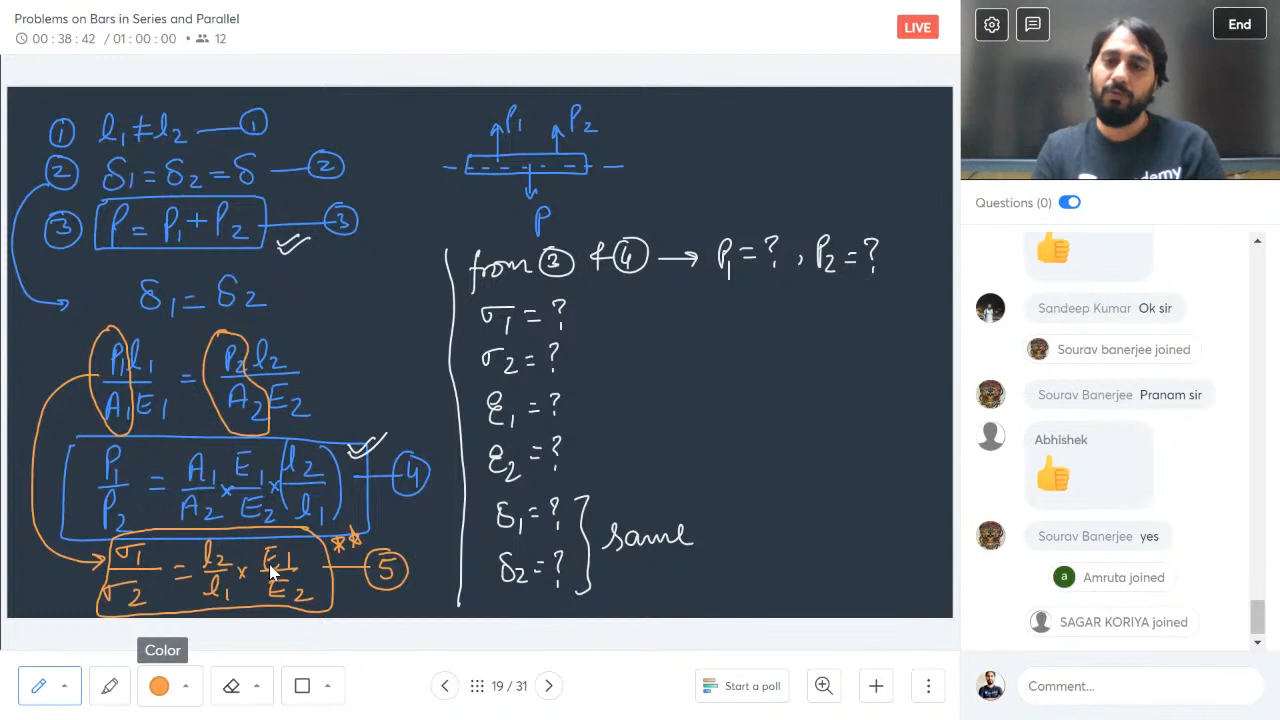 Problems on Bars in Series and Parallel
00 : 38 : 42 / 01 : 00 : 00 • 12
LIVE
End
① l₁ ≠ l₂ — ①
② δ₁ = δ₂ = δ — ②
③ P = P₁ + P₂ — ③
δ₁ = δ₂
P₁l₁/A₁E₁ = P₂l₂/A₂E₂
P₁/P₂ = A₁/A₂ × E₁/E₂ × (l₂/l₁) — ④
σ₁/σ₂ = l₂/l₁ × E₁/E₂ ** — ⑤
P₁ P₂
P
from ③ & ④ → P₁ = ? , P₂ = ?
σ₁ = ?
σ₂ = ?
ε₁ = ?
ε₂ = ?
δ₁ = ?
δ₂ = ?
same
Color
19 / 31
Start a poll
Questions (0)
Sandeep Kumar Ok sir
Sourav banerjee joined
Sourav Banerjee Pranam sir
Abhishek
Sourav Banerjee yes
a Amruta joined
SAGAR KORIYA joined
Comment...